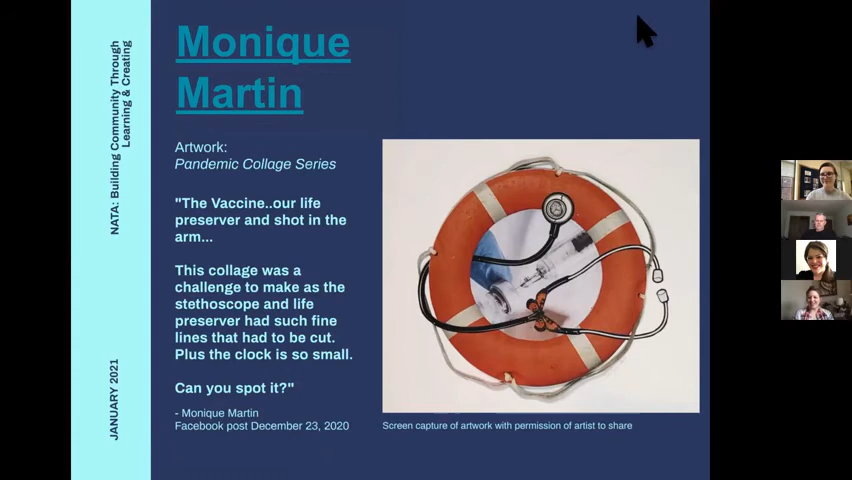 NATA: Building Community Through
Learning & Creating
JANUARY 2021
Monique
Martin
Artwork:
Pandemic Collage Series
"The Vaccine..our life
preserver and shot in the
arm...
This collage was a
challenge to make as the
stethoscope and life
preserver had such fine
lines that had to be cut.
Plus the clock is so small.
Can you spot it?"
- Monique Martin
Facebook post December 23, 2020
Screen capture of artwork with permission of artist to share